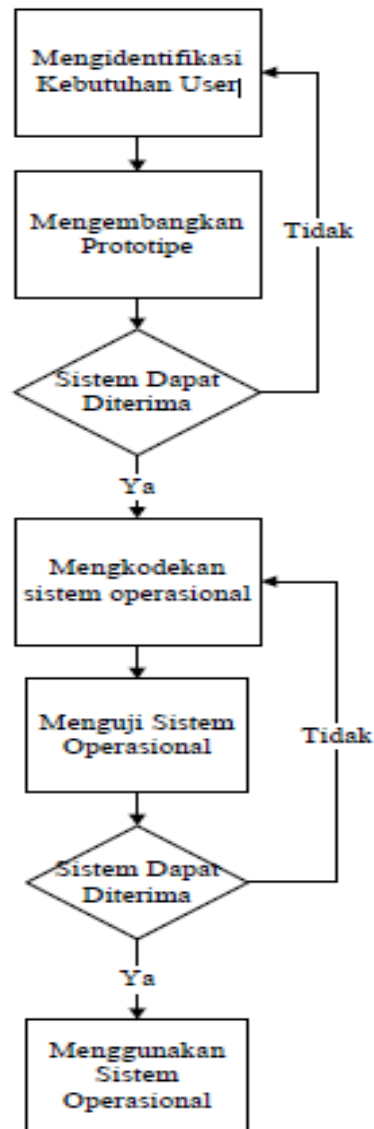 Mengidentifikasi
Kebutuhan User
Mengembangkan
Prototipe
Tidak
Sistem Dapat
Diterima
Ya
Mengkodekan
sistem operasional
Menguji Sistem
Operasional
Tidak
Sistem Dapat
Diterima
Ya
Menggunakan
Sistem
Operasional